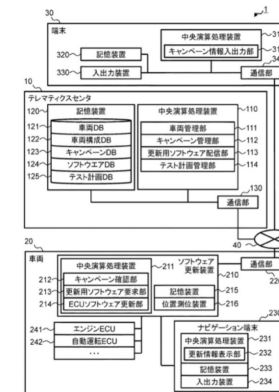 30
1
端末
中央演算処理装置
31
320
記憶装置
キャンペーン情報入出力部
31
330
入出力装置
通信部
34
10
テレマティクスセンタ
120
記憶装置
中央演算処理装置
110
121
車両DB
車両管理部
111
122
車両構成DB
キャンペーン管理部
112
123
キャンペーンDB
更新用ソフトウェア配信部
113
124
ソフトウエアDB
テスト計画管理部
114
125
テスト計画DB
130
通信部
40
20
車両
中央演算処理装置
211
ソフトウェア
更新装置
通信部
212
キャンペーン確認部
210
220
213
更新用ソフトウェア要求部
記憶装置
215
214
ECUソフトウェア更新部
位置測位装置
216
230
241
エンジンECU
ナビゲーション端末
242
自動運転ECU
中央演算処理装置
231
...
更新情報表示部
232
記憶装置
233
入出力装置
234